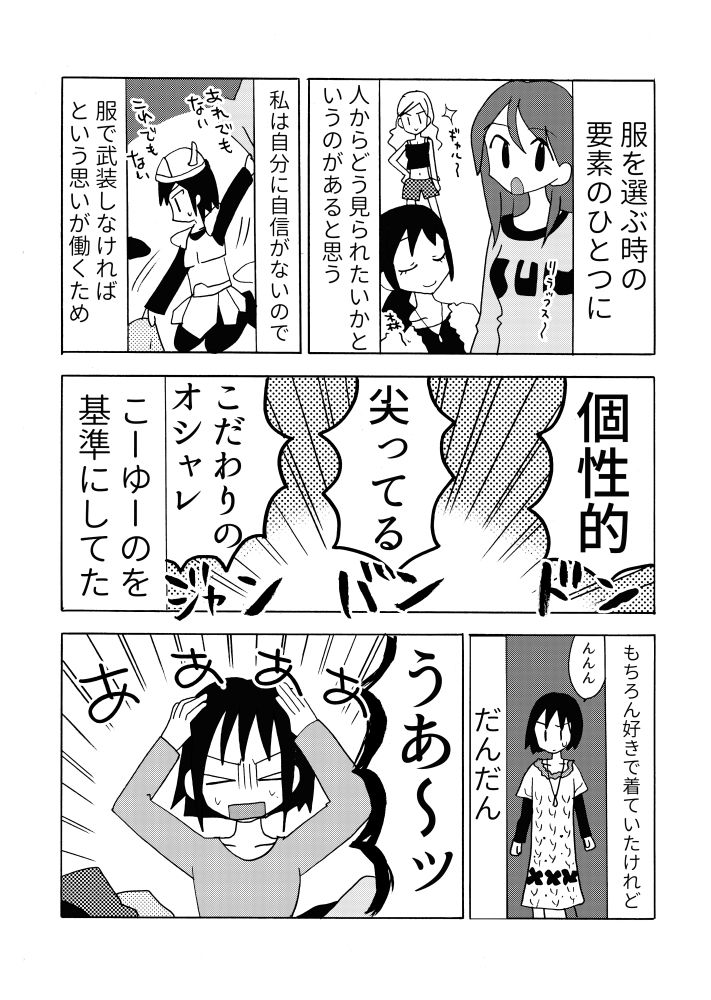 服を選ぶ時の
要素のひとつに
ギャル〜
リラックス〜
森
人からどう見られたいかと
いうのがあると思う
私は自分に自信がないので
あれでも
ない
これでも
ない
服で武装しなければ
という思いが働くため
個性的
尖ってる
こだわりの
オシャレ
ドン
バン
ジャン
こーゆーのを
基準にしてた
もちろん好きで着ていたけれど
んんん
だんだん
うあ〜ッ
あぁあぁ